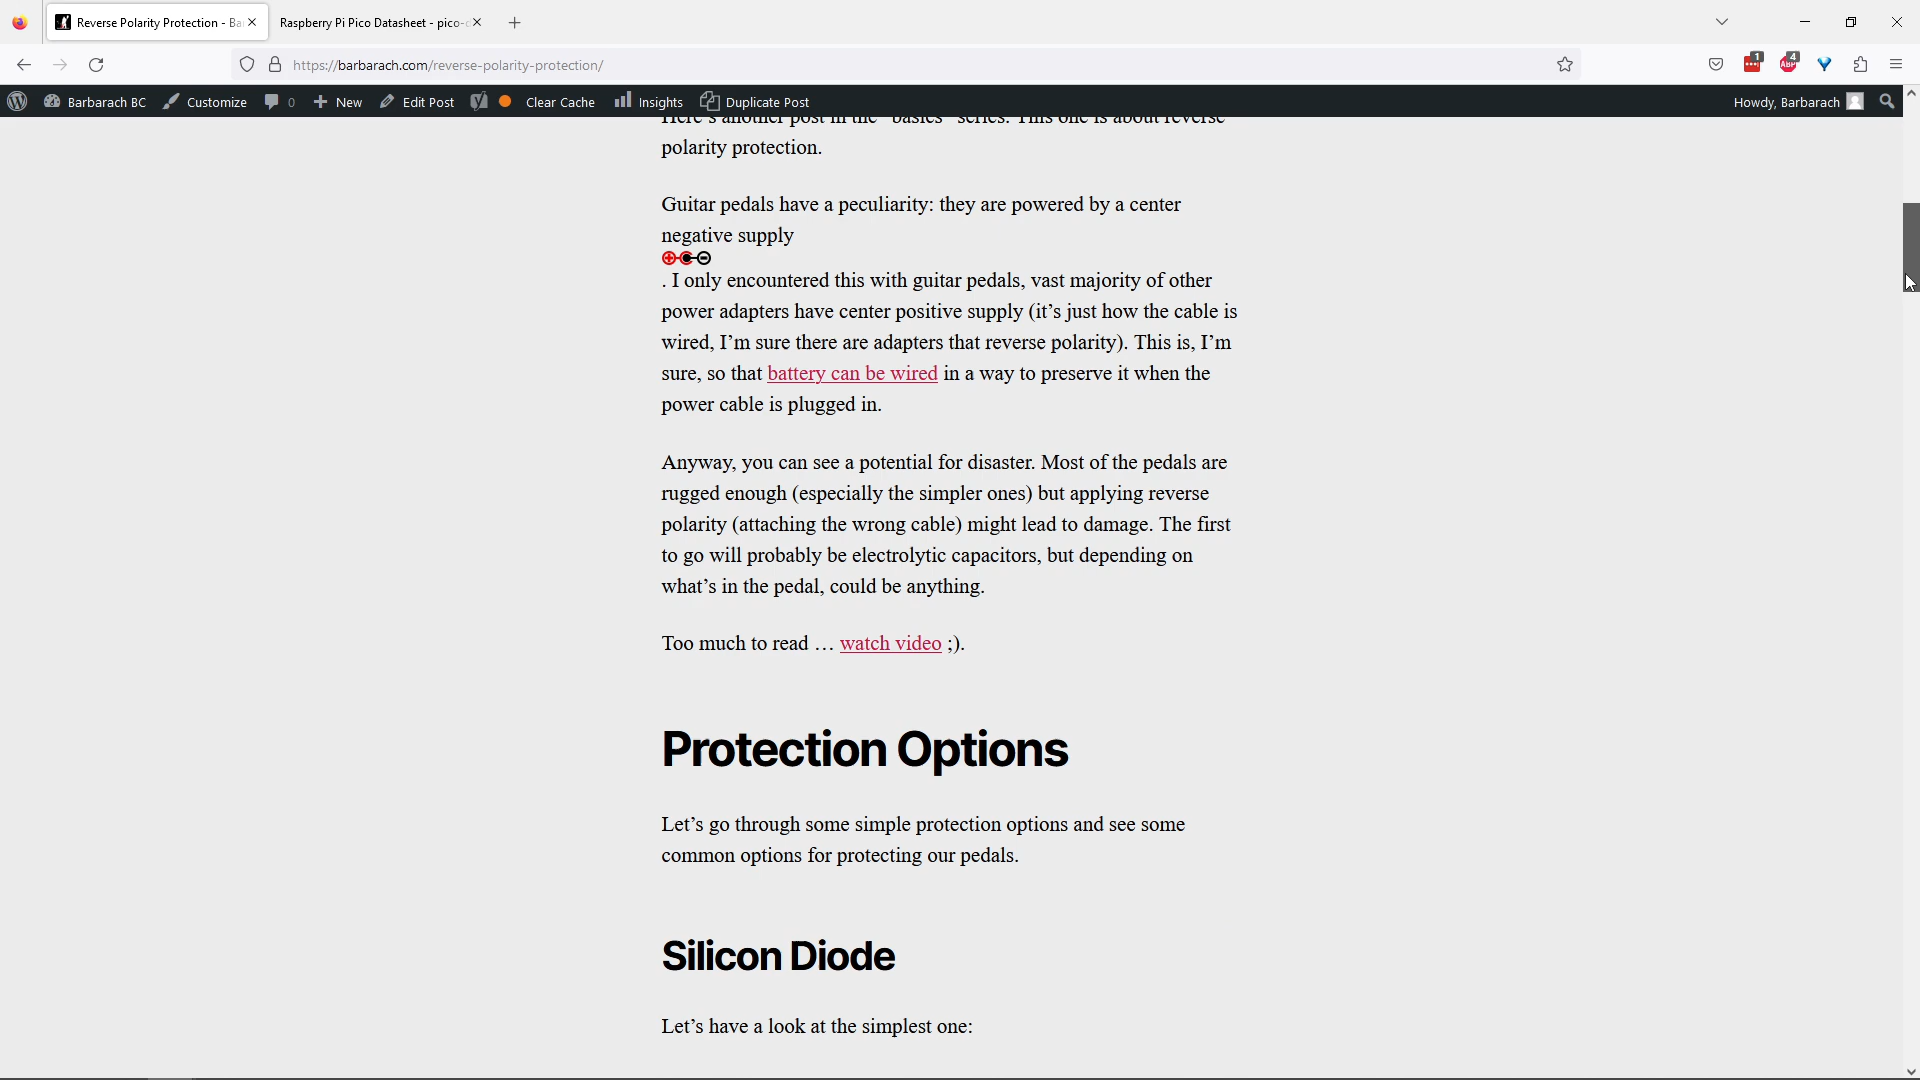 Reverse Polarity Protection - Ba
Raspberry Pi Pico Datasheet - pico-d
https://barbarach.com/reverse-polarity-protection/
1
ABP
4
Barbarach BC
Customize
0
New
Edit Post
Clear Cache
Insights
Duplicate Post
Howdy, Barbarach
Here's another post in the "basics" series. This one is about reverse
polarity protection.
Guitar pedals have a peculiarity: they are powered by a center
negative supply
. I only encountered this with guitar pedals, vast majority of other
power adapters have center positive supply (it’s just how the cable is
wired, I’m sure there are adapters that reverse polarity). This is, I’m
sure, so that battery can be wired in a way to preserve it when the
power cable is plugged in.
Anyway, you can see a potential for disaster. Most of the pedals are
rugged enough (especially the simpler ones) but applying reverse
polarity (attaching the wrong cable) might lead to damage. The first
to go will probably be electrolytic capacitors, but depending on
what’s in the pedal, could be anything.
Too much to read … watch video ;).
Protection Options
Let’s go through some simple protection options and see some
common options for protecting our pedals.
Silicon Diode
Let’s have a look at the simplest one: